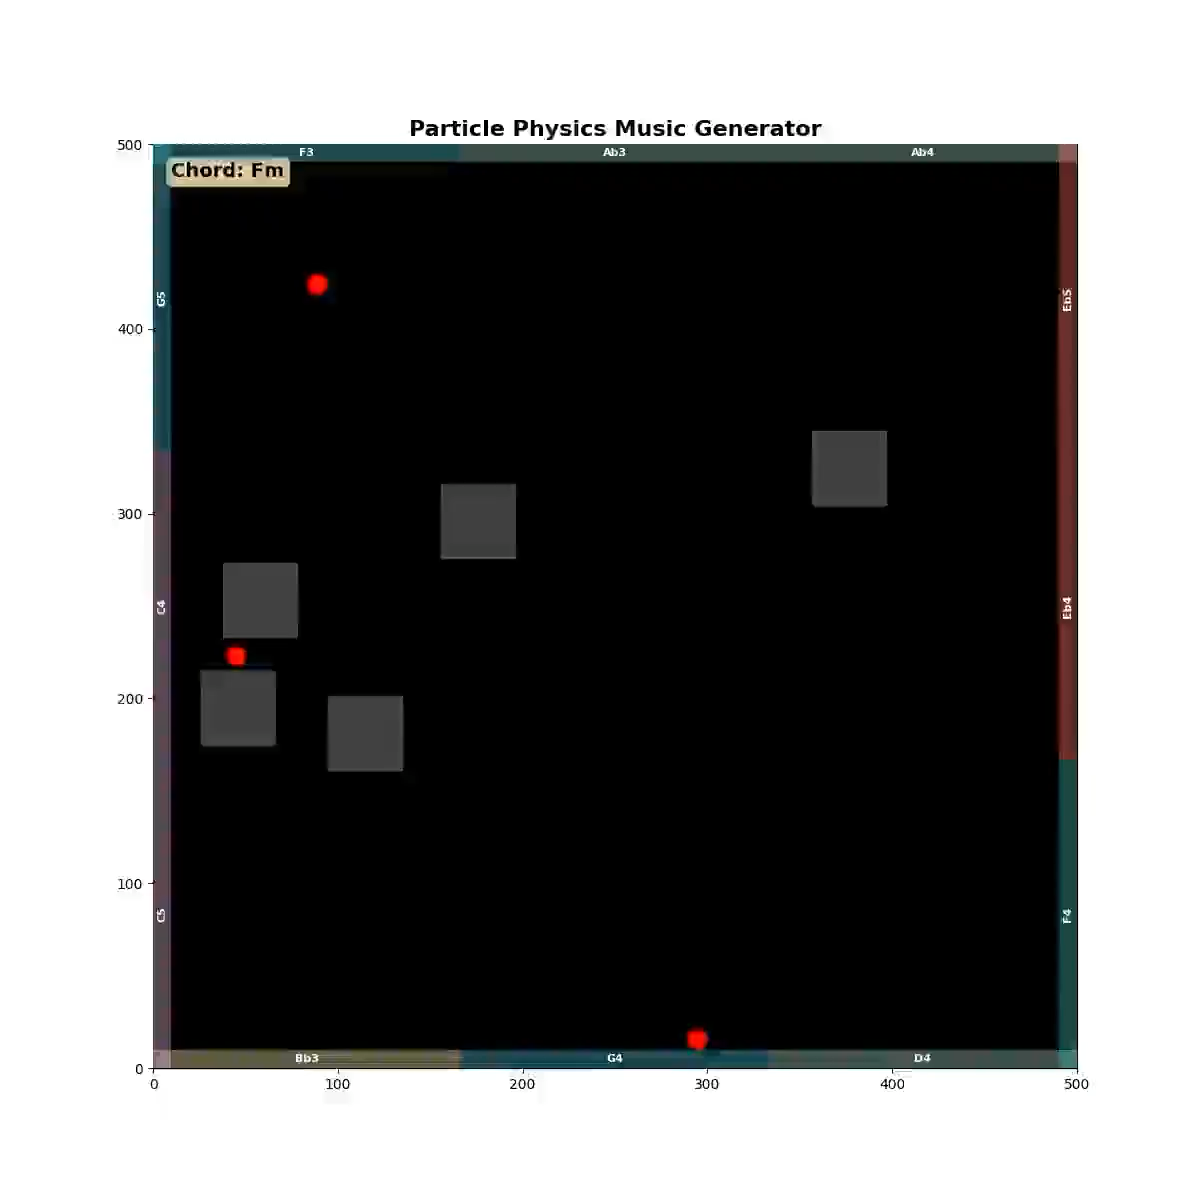 Particle Physics Music Generator
500
F3
Ab3
Ab4
Chord: Fm
G5
Eb5
400
300
C4
Eb4
200
100
C5
F4
Bb3
G4
D4
0
0
100
200
300
400
500